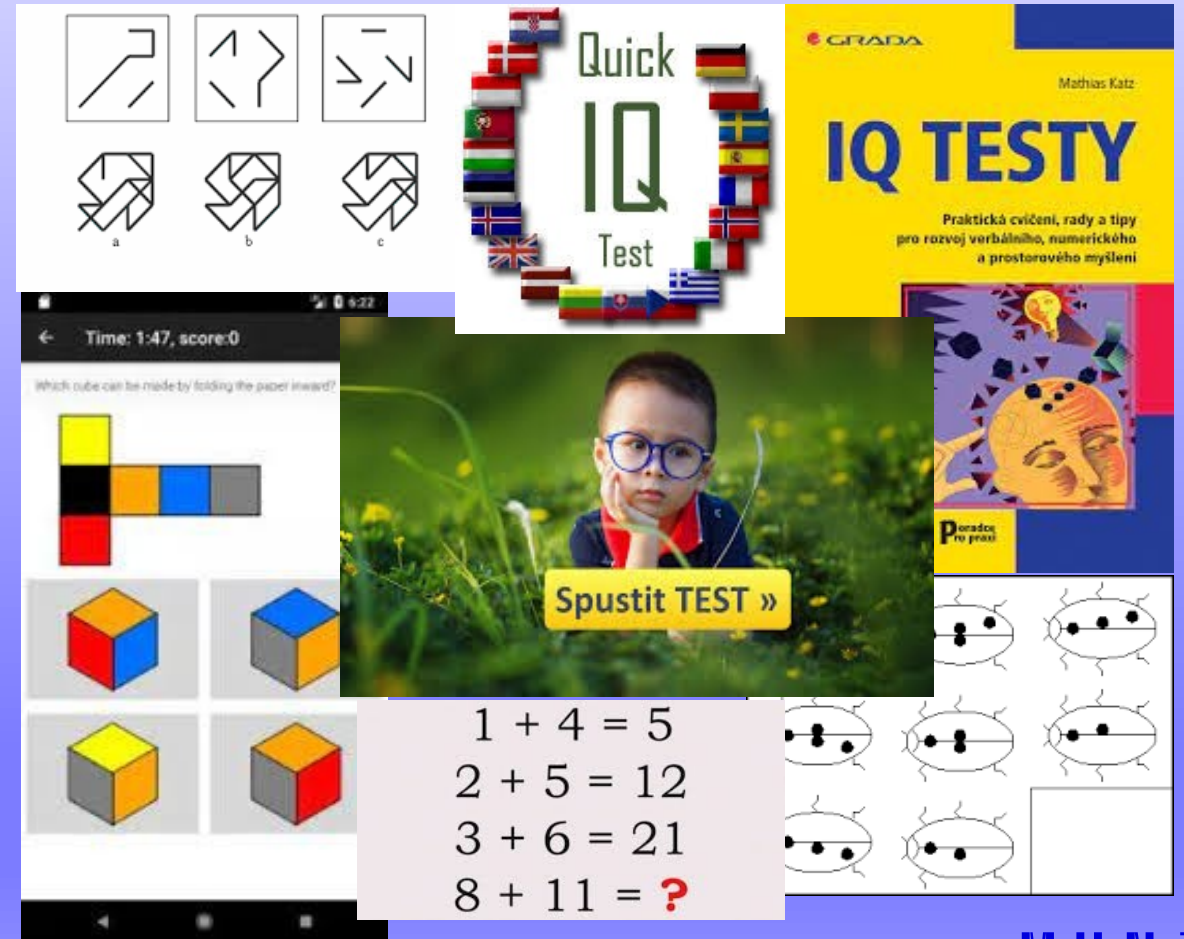 a
b
c
Quick
IQ
Test
GRADA
Mathias Katz
IQ TESTY
Praktická cvičení, rady a tipy
pro rozvoj verbálního, numerického
a prostorového myšlení
Poradce
Pro praxi
6:22
Time: 1:47, score:0
Which cube can be made by folding the paper inward?
Spustit TEST »
1 + 4 = 5
2 + 5 = 12
3 + 6 = 21
8 + 11 = ?